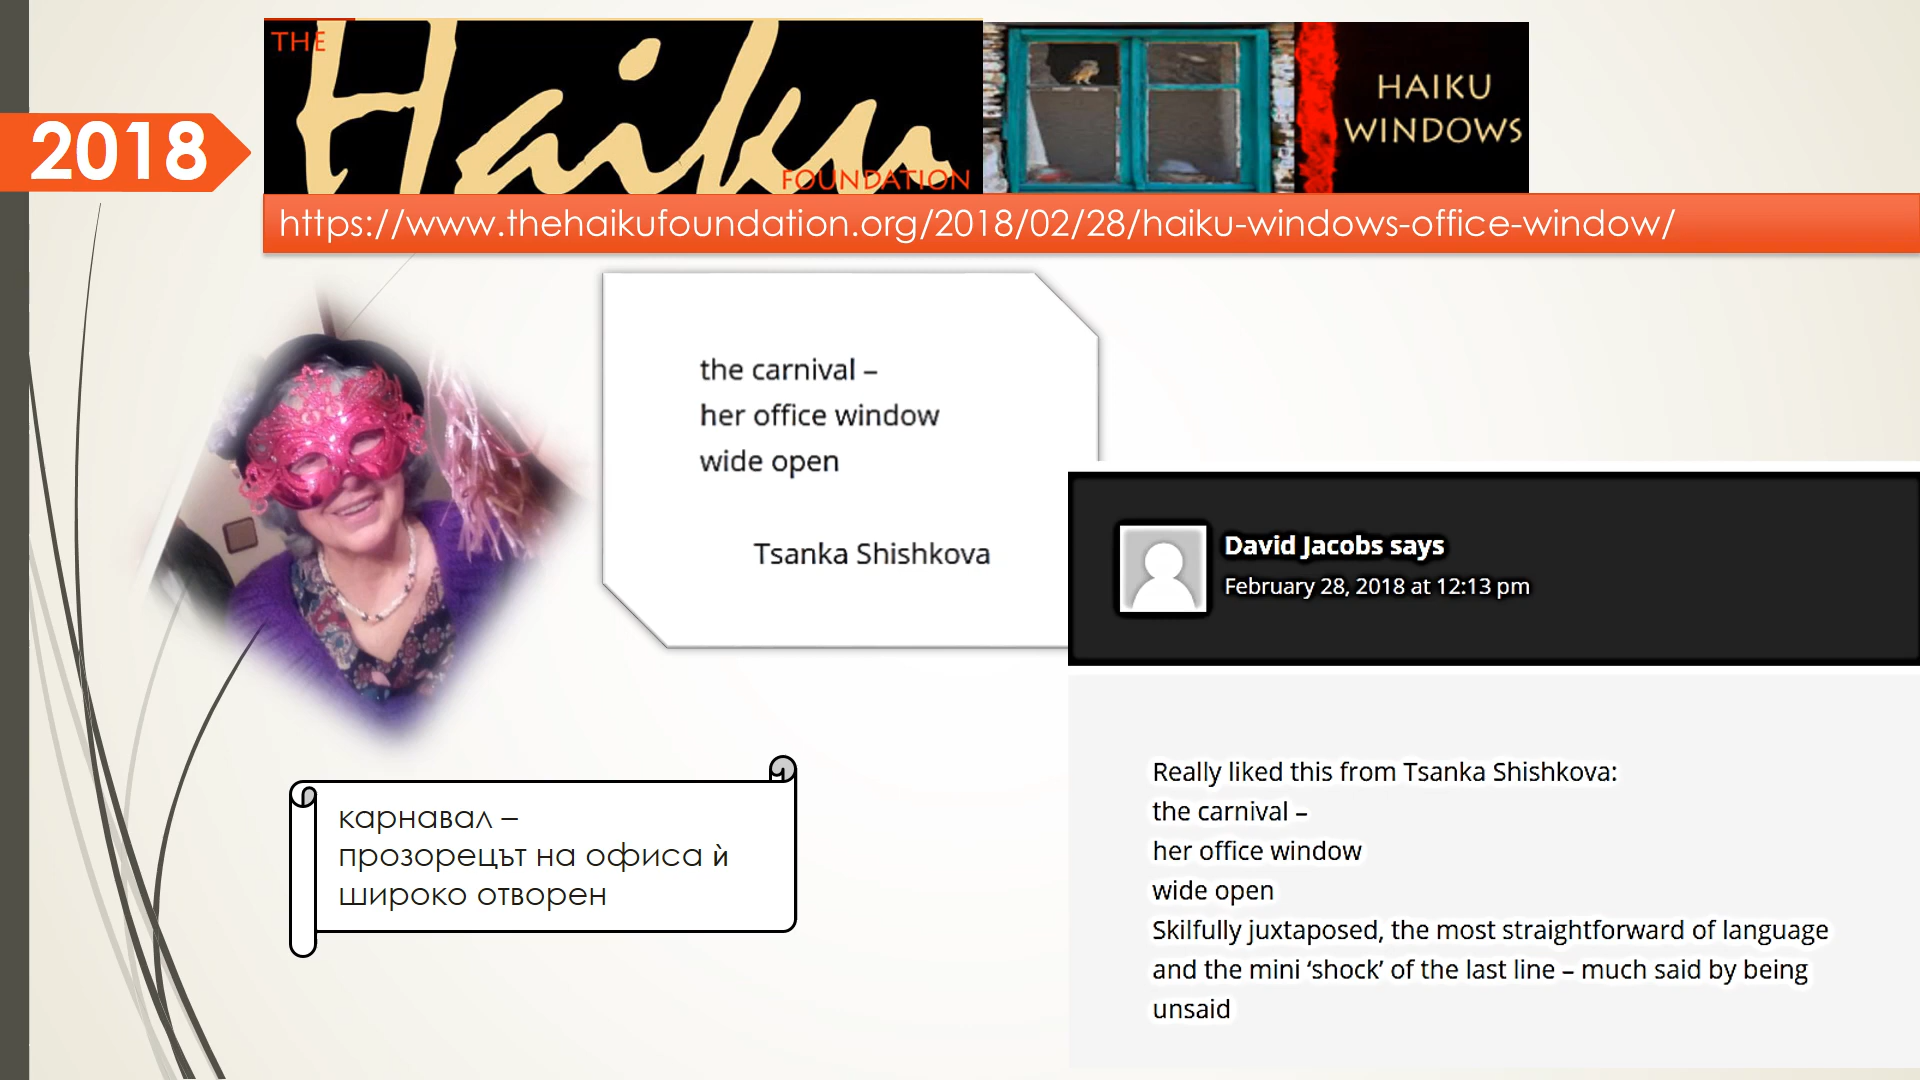 THE
Haiku
FOUNDATION
HAIKU
WINDOWS
2018
https://www.thehaikufoundation.org/2018/02/28/haiku-windows-office-window/
the carnival –
her office window
wide open
Tsanka Shishkova
David Jacobs says
February 28, 2018 at 12:13 pm
Really liked this from Tsanka Shishkova:
the carnival –
her office window
wide open
Skilfully juxtaposed, the most straightforward of language
and the mini ‘shock’ of the last line – much said by being
unsaid
карнавал –
прозорецът на офиса ѝ
широко отворен